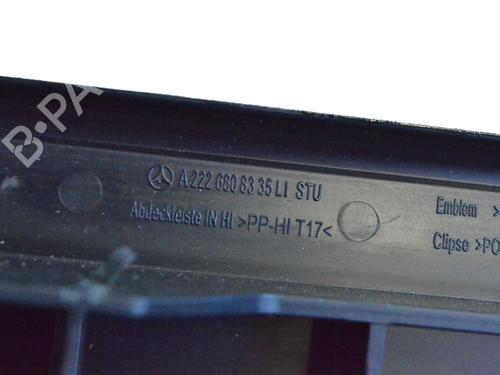 B-PA
A 222 680 83 35 LI STU
Abdeckleiste IN HI >PP-HI T17<
Emblem >
Clipse >PO